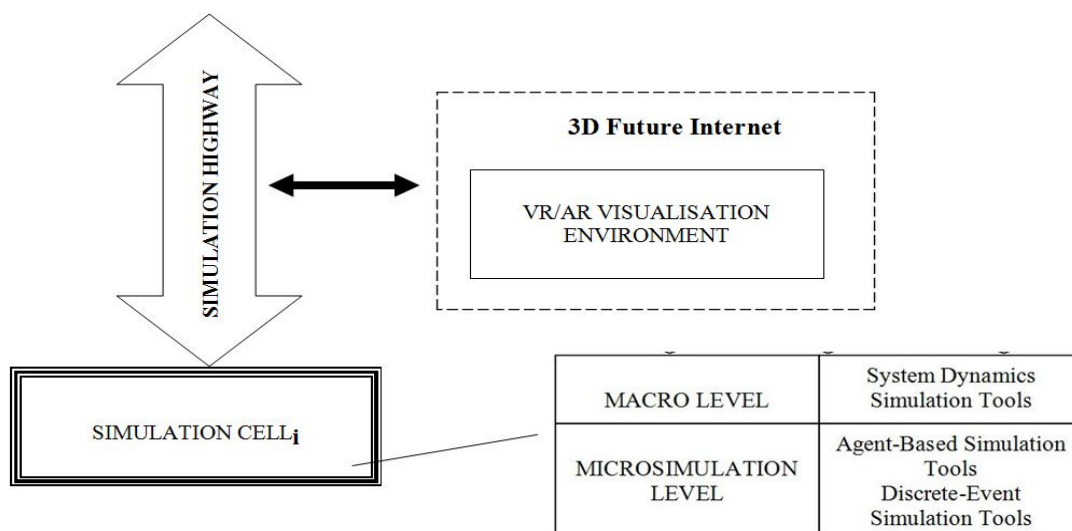 SIMULATION HIGHWAY
3D Future Internet
VR/AR VISUALISATION
ENVIRONMENT
SIMULATION CELLi
MACRO LEVEL
System Dynamics
Simulation Tools
MICROSIMULATION
LEVEL
Agent-Based Simulation
Tools
Discrete-Event
Simulation Tools